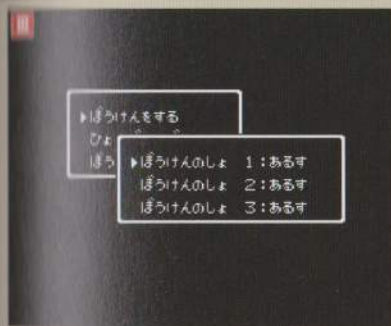 III
▶ぼうけんをする
ひょ
ぼう
▶ぼうけんのしょ 1:あるす
ぼうけんのしょ 2:あるす
ぼうけんのしょ 3:あるす